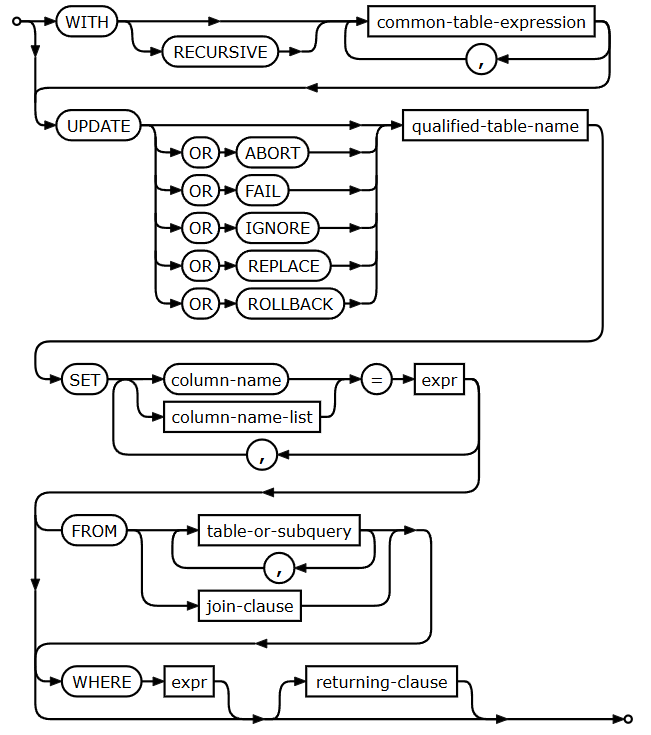 WITH
common-table-expression
RECURSIVE
,
UPDATE
qualified-table-name
OR ABORT
OR FAIL
OR IGNORE
OR REPLACE
OR ROLLBACK
SET
column-name
=
expr
column-name-list
,
FROM
table-or-subquery
,
join-clause
WHERE
expr
returning-clause